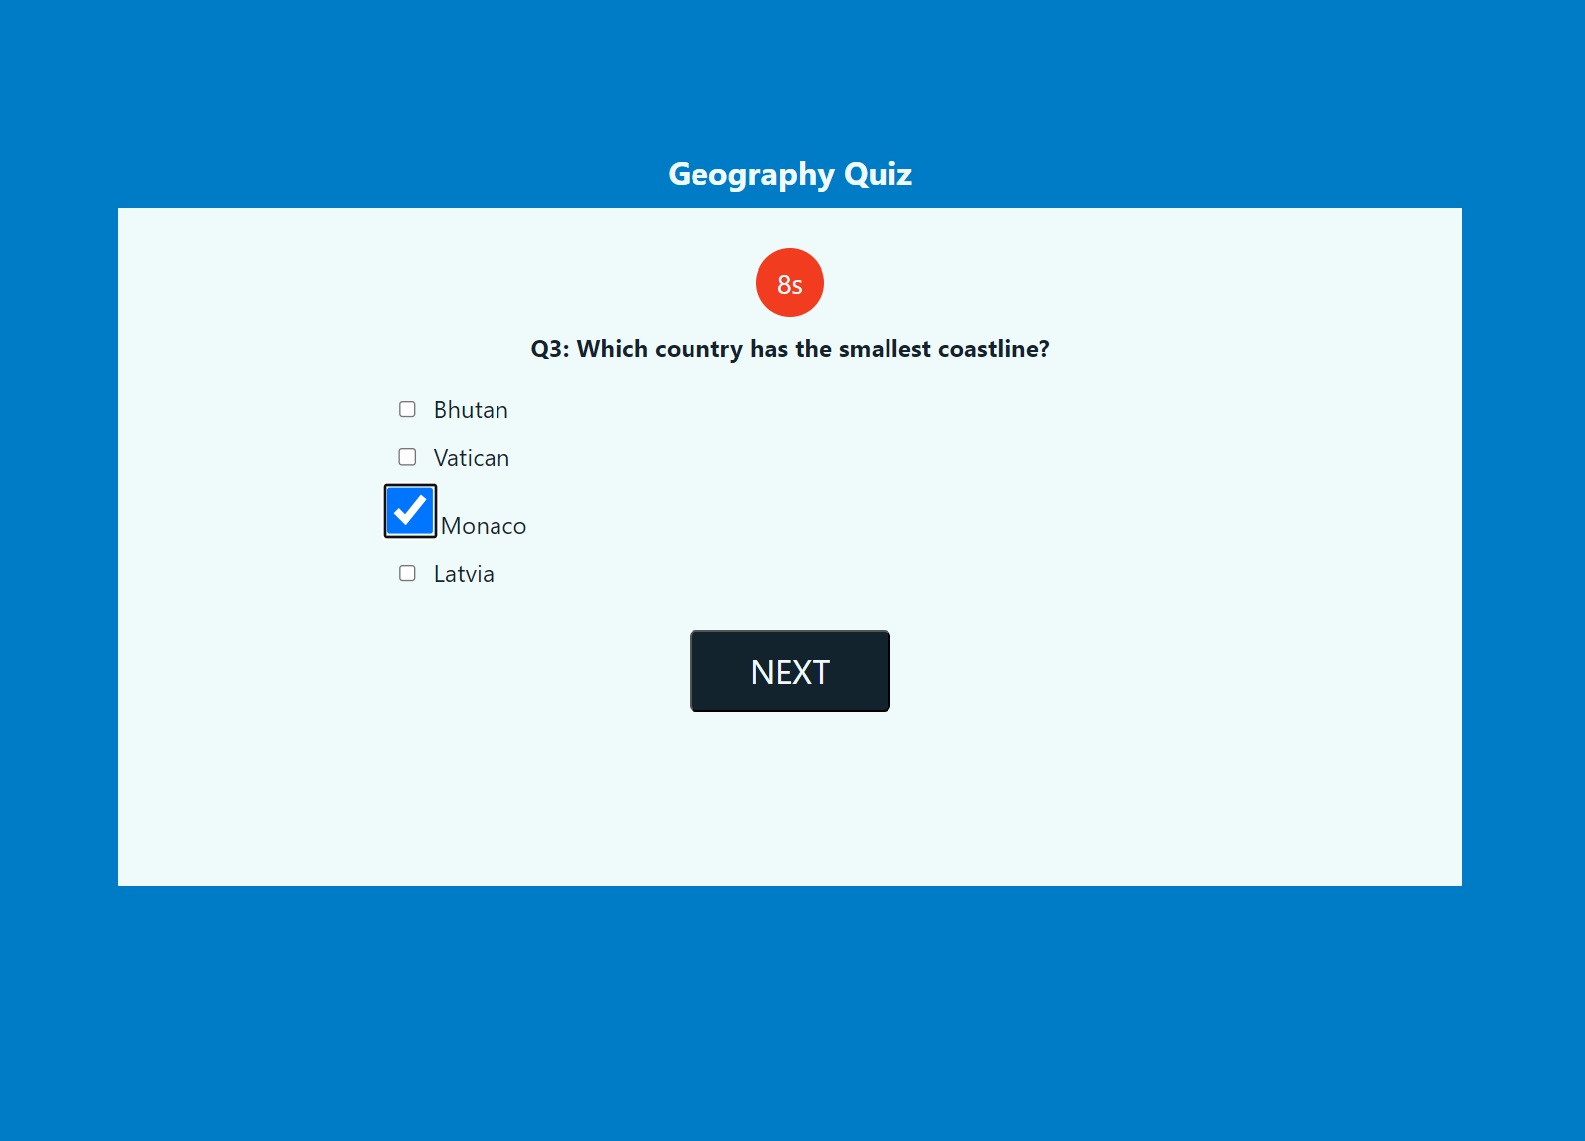 Geography Quiz
8s
Q3: Which country has the smallest coastline?
Bhutan
Vatican
Monaco
Latvia
NEXT